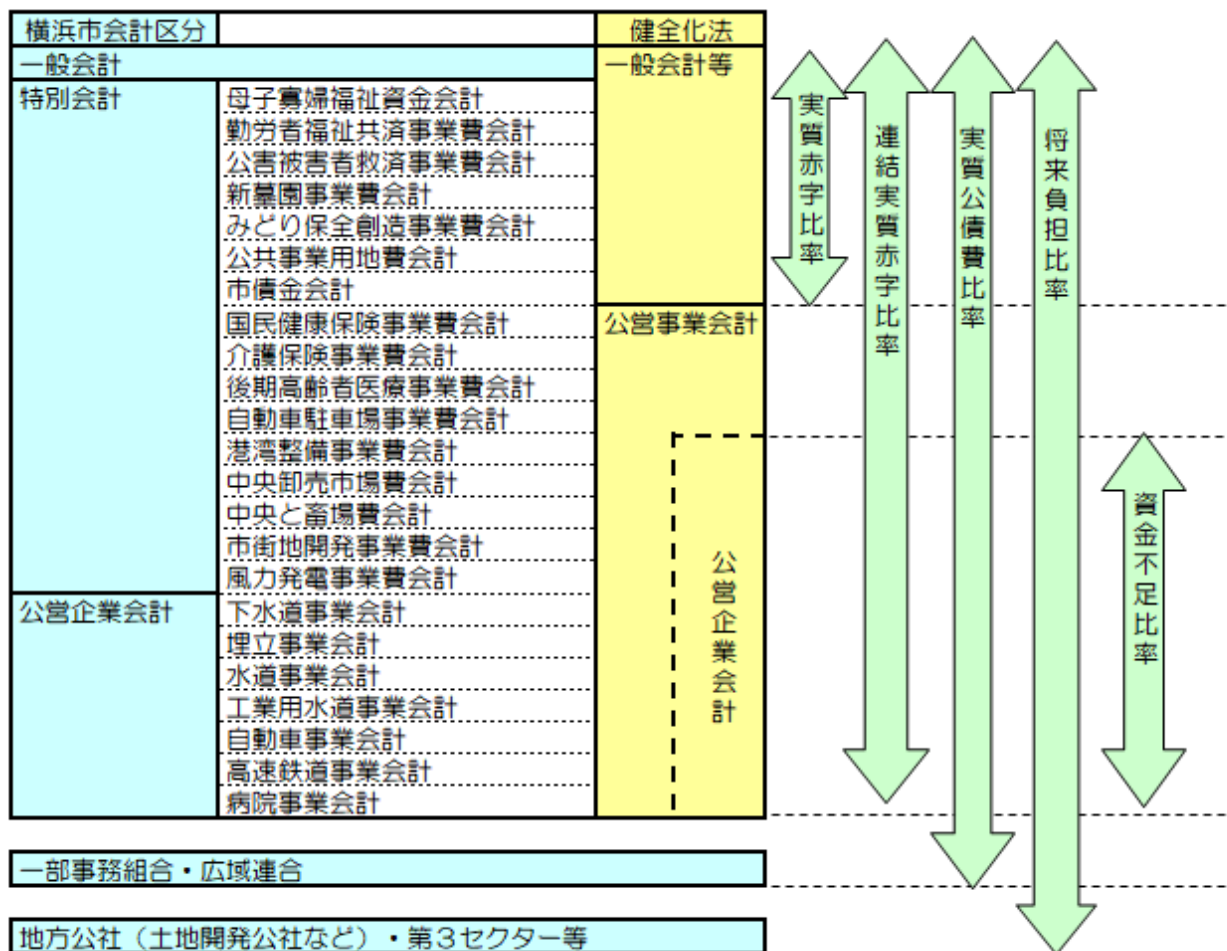 横浜市会計区分
健全化法
一般会計
一般会計等
特別会計
母子寡婦福祉資金会計
勤労者福祉共済事業費会計
公害被害者救済事業費会計
新墓園事業費会計
みどり保全創造事業費会計
公共事業用地費会計
市債金会計
国民健康保険事業費会計
公営事業会計
介護保険事業費会計
後期高齢者医療事業費会計
自動車駐車場事業費会計
港湾整備事業費会計
中央卸売市場費会計
中央と畜場費会計
市街地開発事業費会計
風力発電事業費会計
公営企業会計
下水道事業会計
埋立事業会計
水道事業会計
工業用水道事業会計
自動車事業会計
高速鉄道事業会計
病院事業会計
公営企業会計
実質赤字比率
連結実質赤字比率
実質公債費比率
将来負担比率
資金不足比率
一部事務組合・広域連合
地方公社（土地開発公社など）・第３セクター等